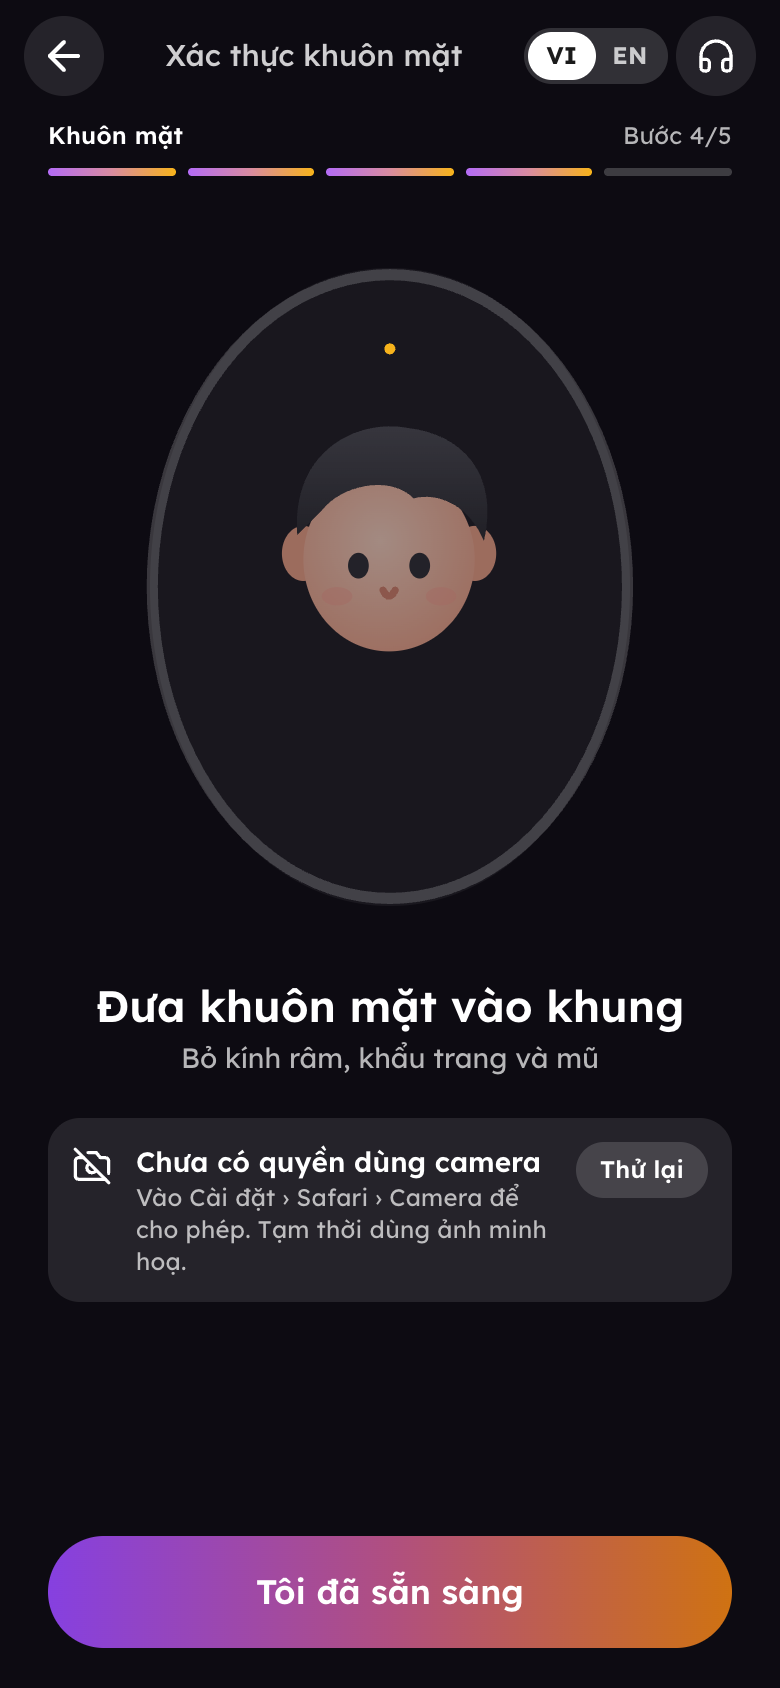 Xác thực khuôn mặt
VI EN
Khuôn mặt
Bước 4/5
Đưa khuôn mặt vào khung
Bỏ kính râm, khẩu trang và mũ
Chưa có quyền dùng camera
Thử lại
Vào Cài đặt › Safari › Camera để
cho phép. Tạm thời dùng ảnh minh
hoạ.
Tôi đã sẵn sàng